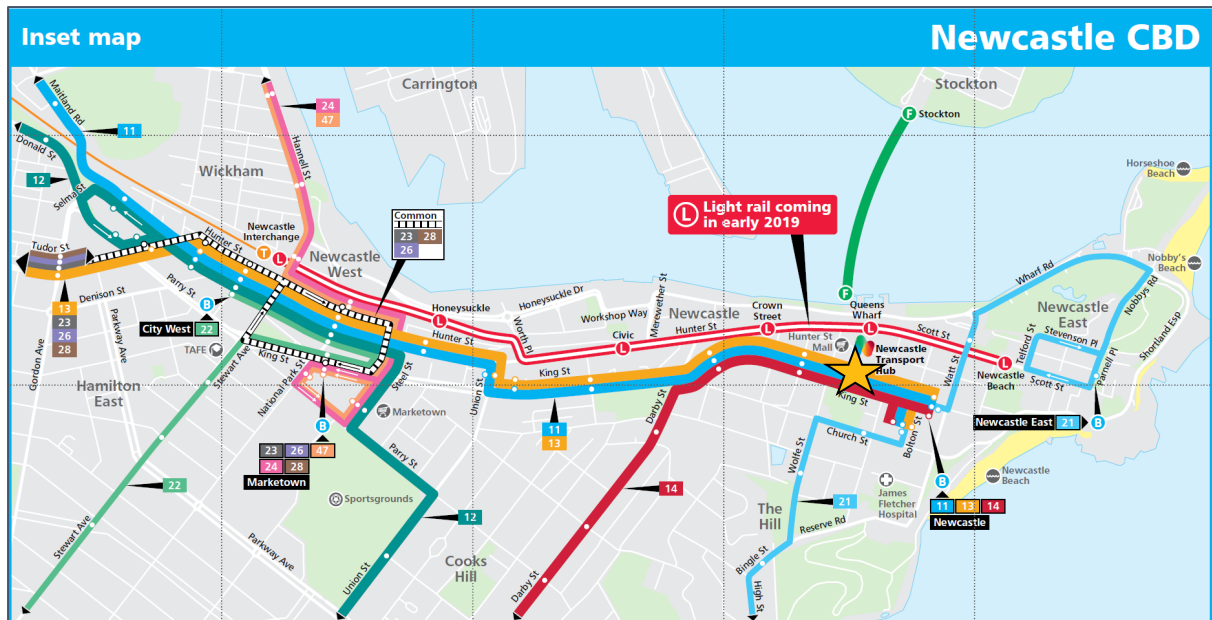 Inset map
Newcastle CBD
Carrington
Stockton
F
Stockton
Maitland Rd
11
24
47
Hannell St
Donald St
12
Selma St
Wickham
Horseshoe
Beach
L
Light rail coming
in early 2019
Common
23
28
26
Newcastle
Interchange
T
L
Hunter St
Tudor St
Newcastle
West
Nobby's
Beach
Wharf Rd
Nobbys Rd
Parry St
Denison St
Parkway Ave
Gordon Ave
13
23
26
28
B
City West
22
TAFE
Honeysuckle
L
Honeysuckle Dr
Workshop Way
Worth Pl
Civic
L
Merewether St
Newcastle
Hunter St
Crown
Street
L
F
Queens
Wharf
L
Hunter St
Mall
Newcastle
Transport
Hub
Scott St
L
Newcastle
Beach
Watt St
Newcastle
East
Telford St
Stevenson Pl
Scott St
Parnell Pl
Shortland Esp
Hunter St
King St
Stewart Ave
Hamilton
East
National Park St
Steel St
Union St
King St
11
13
Marketown
B
23
26
47
24
28
Marketown
Parry St
Darby St
King St
Church St
Wolfe St
Bolton St
Newcastle East
21
B
Newcastle
Beach
22
Sportsgrounds
14
12
The
Hill
21
James
Fletcher
Hospital
B
11
13
14
Newcastle
Reserve Rd
Stewart Ave
Parkway Ave
Union St
Cooks
Hill
Darby St
Bingle St
High St